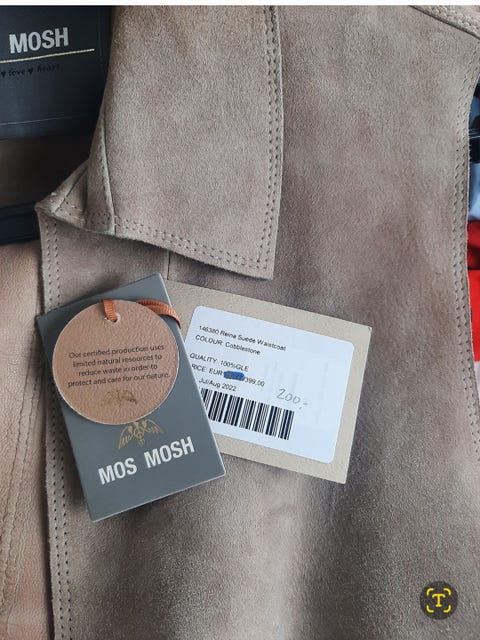 MOSH
love
heart
146380 Reina Suede Waistcoat
COLOUR: Cobblestone
QUALITY: 100%GLE
PRICE: EUR 399,00
Jul/Aug 2022
200,-
Our certified production uses
limited natural resources to
reduce waste in order to
protect and care for our nature.
MOS MOSH
T